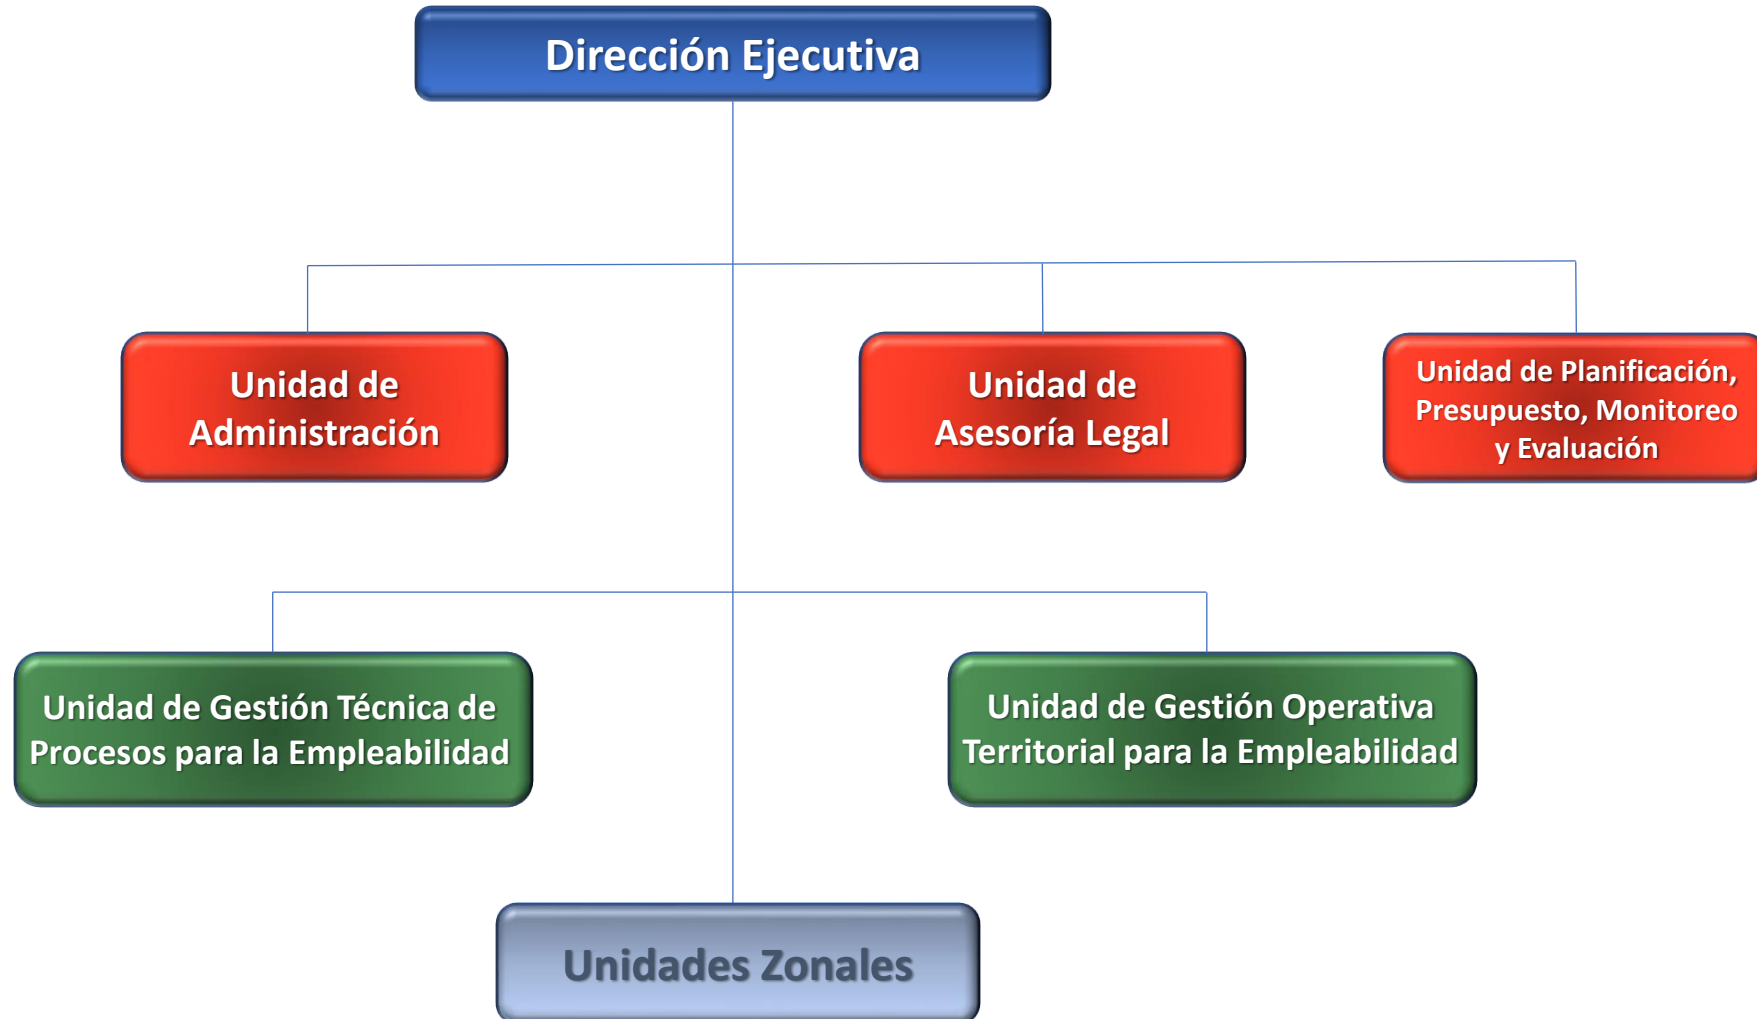 Dirección Ejecutiva
Unidad de
Administración
Unidad de
Asesoría Legal
Unidad de Planificación,
Presupuesto, Monitoreo
y Evaluación
Unidad de Gestión Técnica de
Procesos para la Empleabilidad
Unidad de Gestión Operativa
Territorial para la Empleabilidad
Unidades Zonales